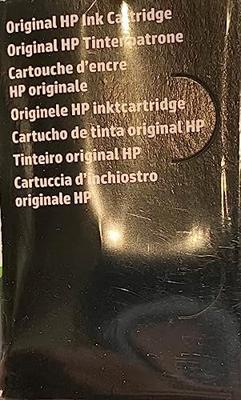 Original HP Ink Cartridge
Original HP Tintenpatrone
Cartouche d'encre
HP originale
Originele HP inktcartridge
Cartucho de tinta original HP
Tinteiro original HP
Cartuccia d'inchiostro
originale HP